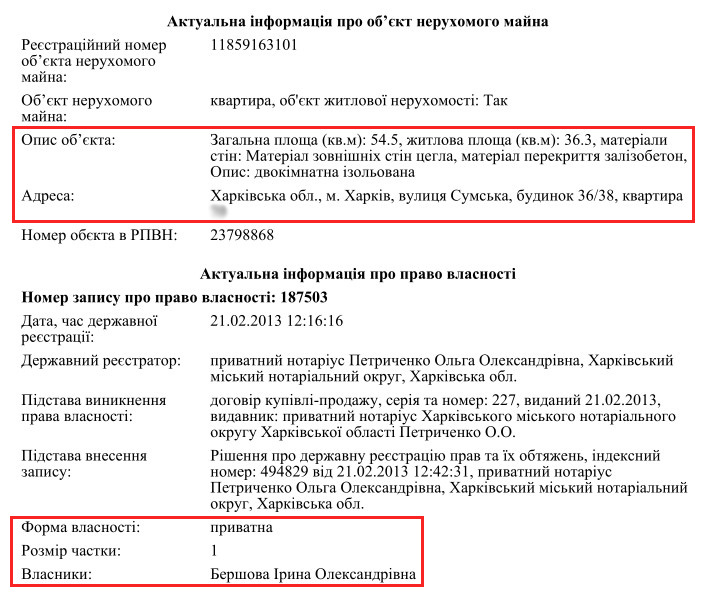 Актуальна інформація про об’єкт нерухомого майна
Реєстраційний номер 11859163101
об’єкта нерухомого
майна:
Об’єкт нерухомого квартира, об'єкт житлової нерухомості: Так
майна:
Опис об’єкта: Загальна площа (кв.м): 54.5, житлова площа (кв.м): 36.3, матеріали
стін: Матеріал зовнішніх стін цегла, матеріал перекриття залізобетон,
Опис: двокімнатна ізольована
Адреса: Харківська обл., м. Харків, вулиця Сумська, будинок 36/38, квартира
Номер обєкта в РПВН: 23798868
Актуальна інформація про право власності
Номер запису про право власності: 187503
Дата, час державної 21.02.2013 12:16:16
реєстрації:
Державний реєстратор: приватний нотаріус Петриченко Ольга Олександрівна, Харківський
міський нотаріальний округ, Харківська обл.
Підстава виникнення договір купівлі-продажу, серія та номер: 227, виданий 21.02.2013,
права власності: видавник: приватний нотаріус Харківського міського нотаріального
округу Харківської області Петриченко О.О.
Підстава внесення Рішення про державну реєстрацію прав та їх обтяжень, індексний
запису: номер: 494829 від 21.02.2013 12:42:31, приватний нотаріус
Петриченко Ольга Олександрівна, Харківський міський нотаріальний
округ, Харківська обл.
Форма власності: приватна
Розмір частки: 1
Власники: Бершова Ірина Олександрівна